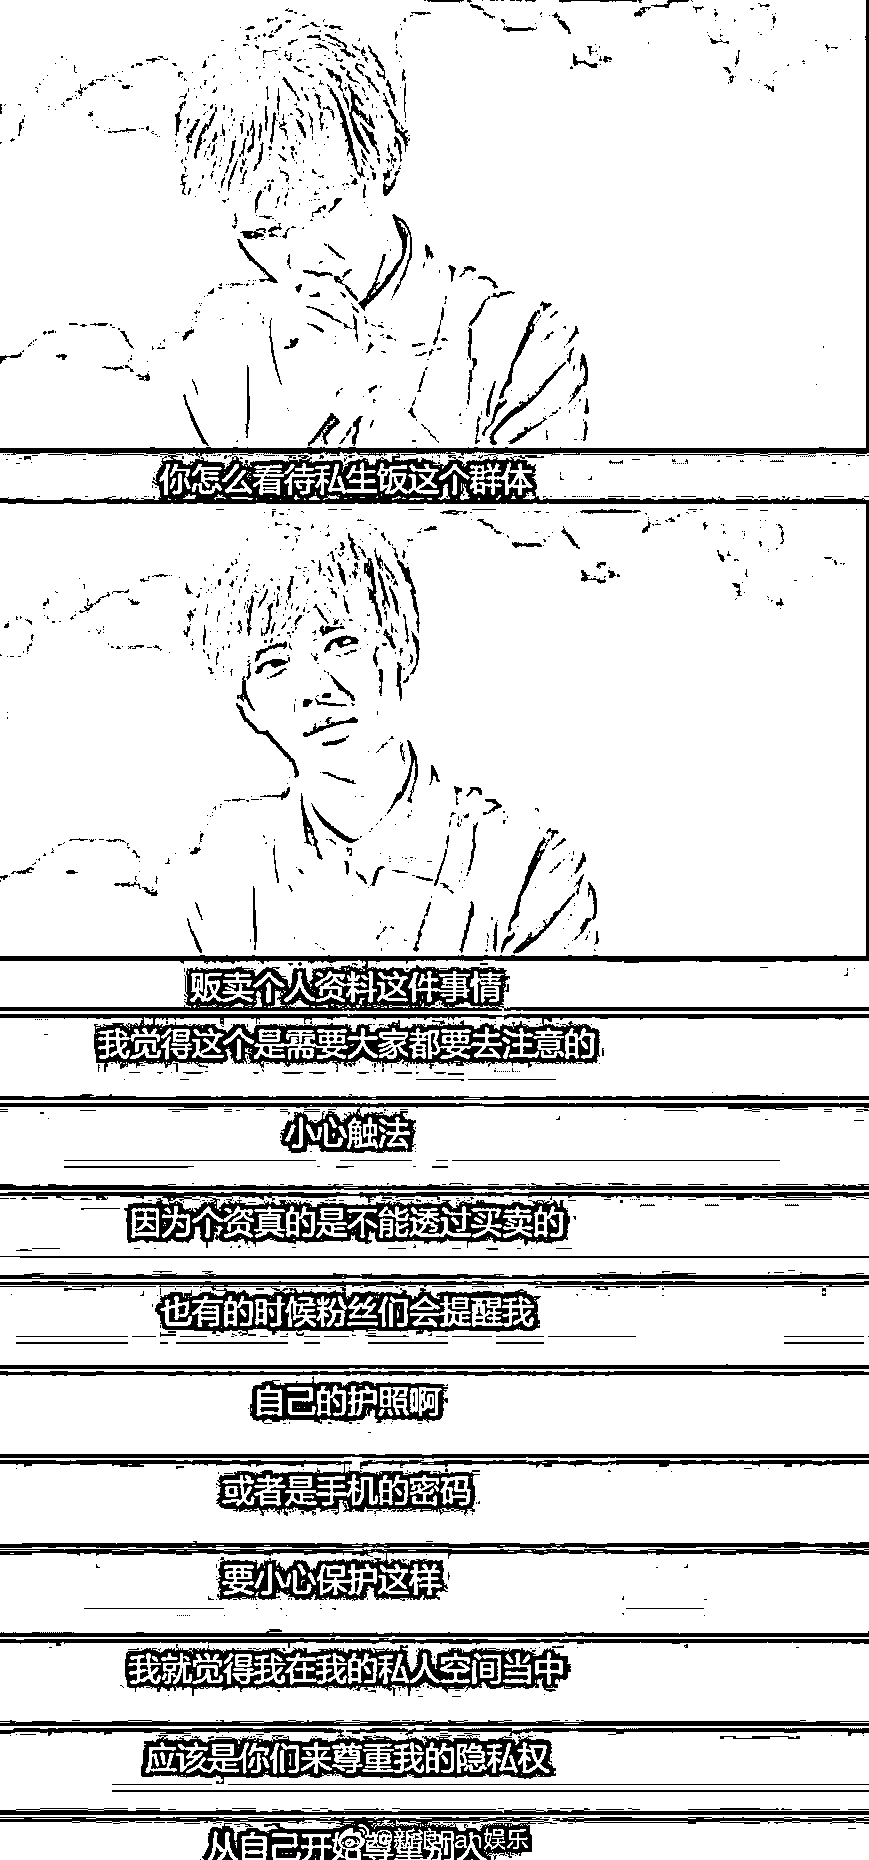 你怎么看待私生饭这个群体
贩卖个人资料这件事情
我觉得这个是需要大家都要去注意的
小心触法
因为个资真的是不能透过买卖的
也有的时候粉丝们会提醒我
自己的护照啊
或者是手机的密码
要小心保护这样
我就觉得我在我的私人空间当中
应该是你们来尊重我的隐私权
从自己开始尊重别人
娱乐